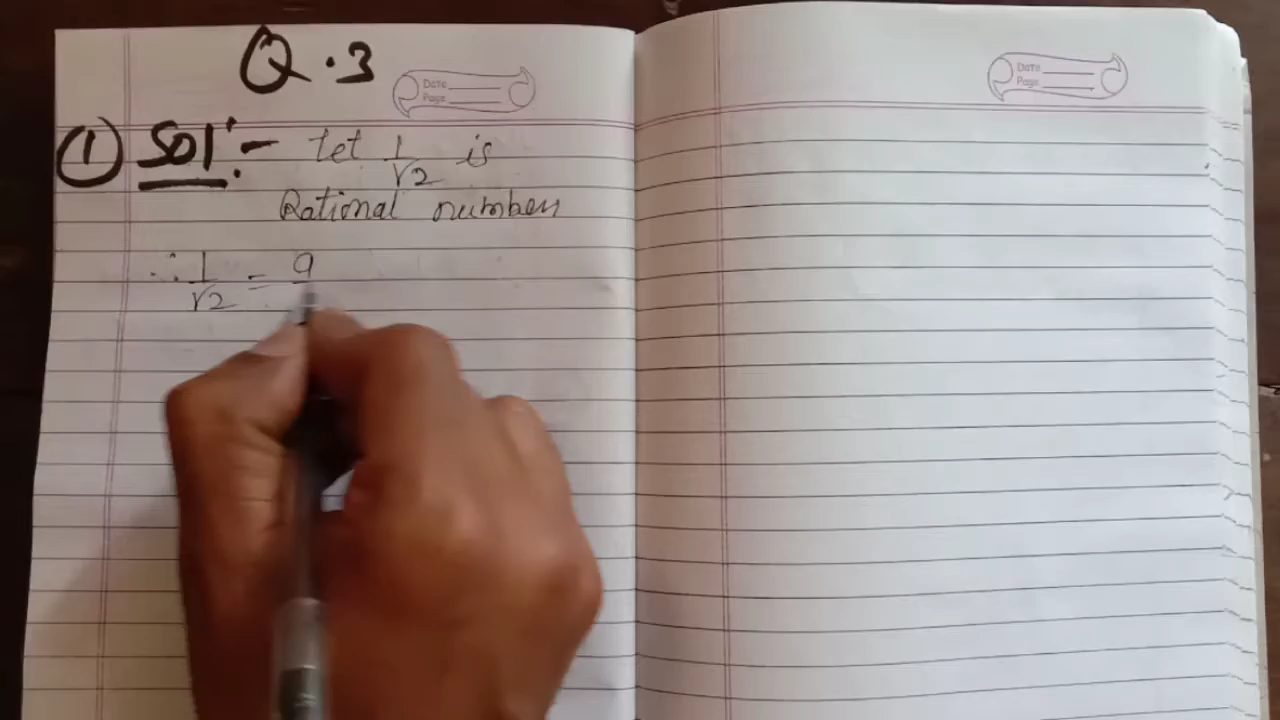 Q.3
Date
Page
① Sol':- let 1/√2 is
Rational number
∴ 1/√2 = a
Date
Page